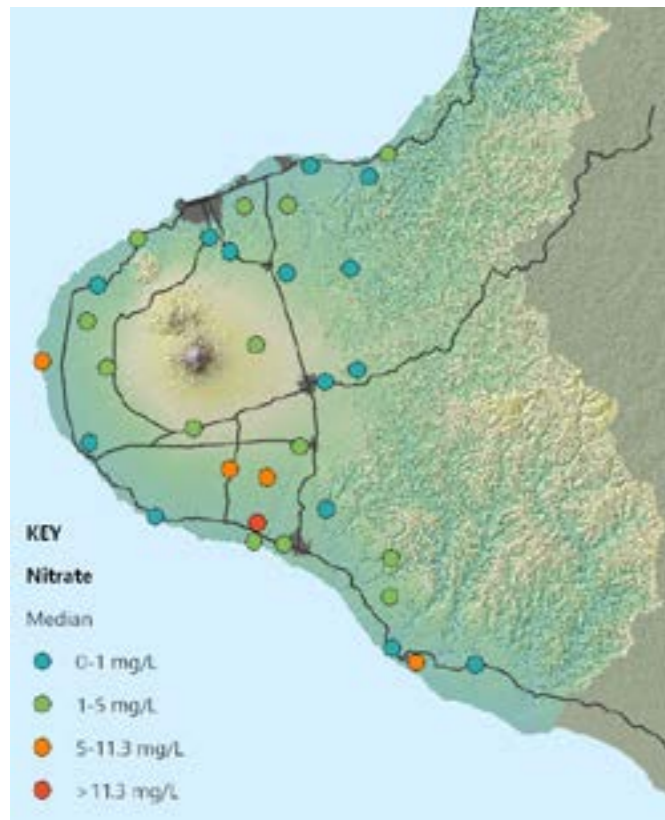 KEY
Nitrate
Median
0-1 mg/L
1-5 mg/L
5-11.3 mg/L
>11.3 mg/L